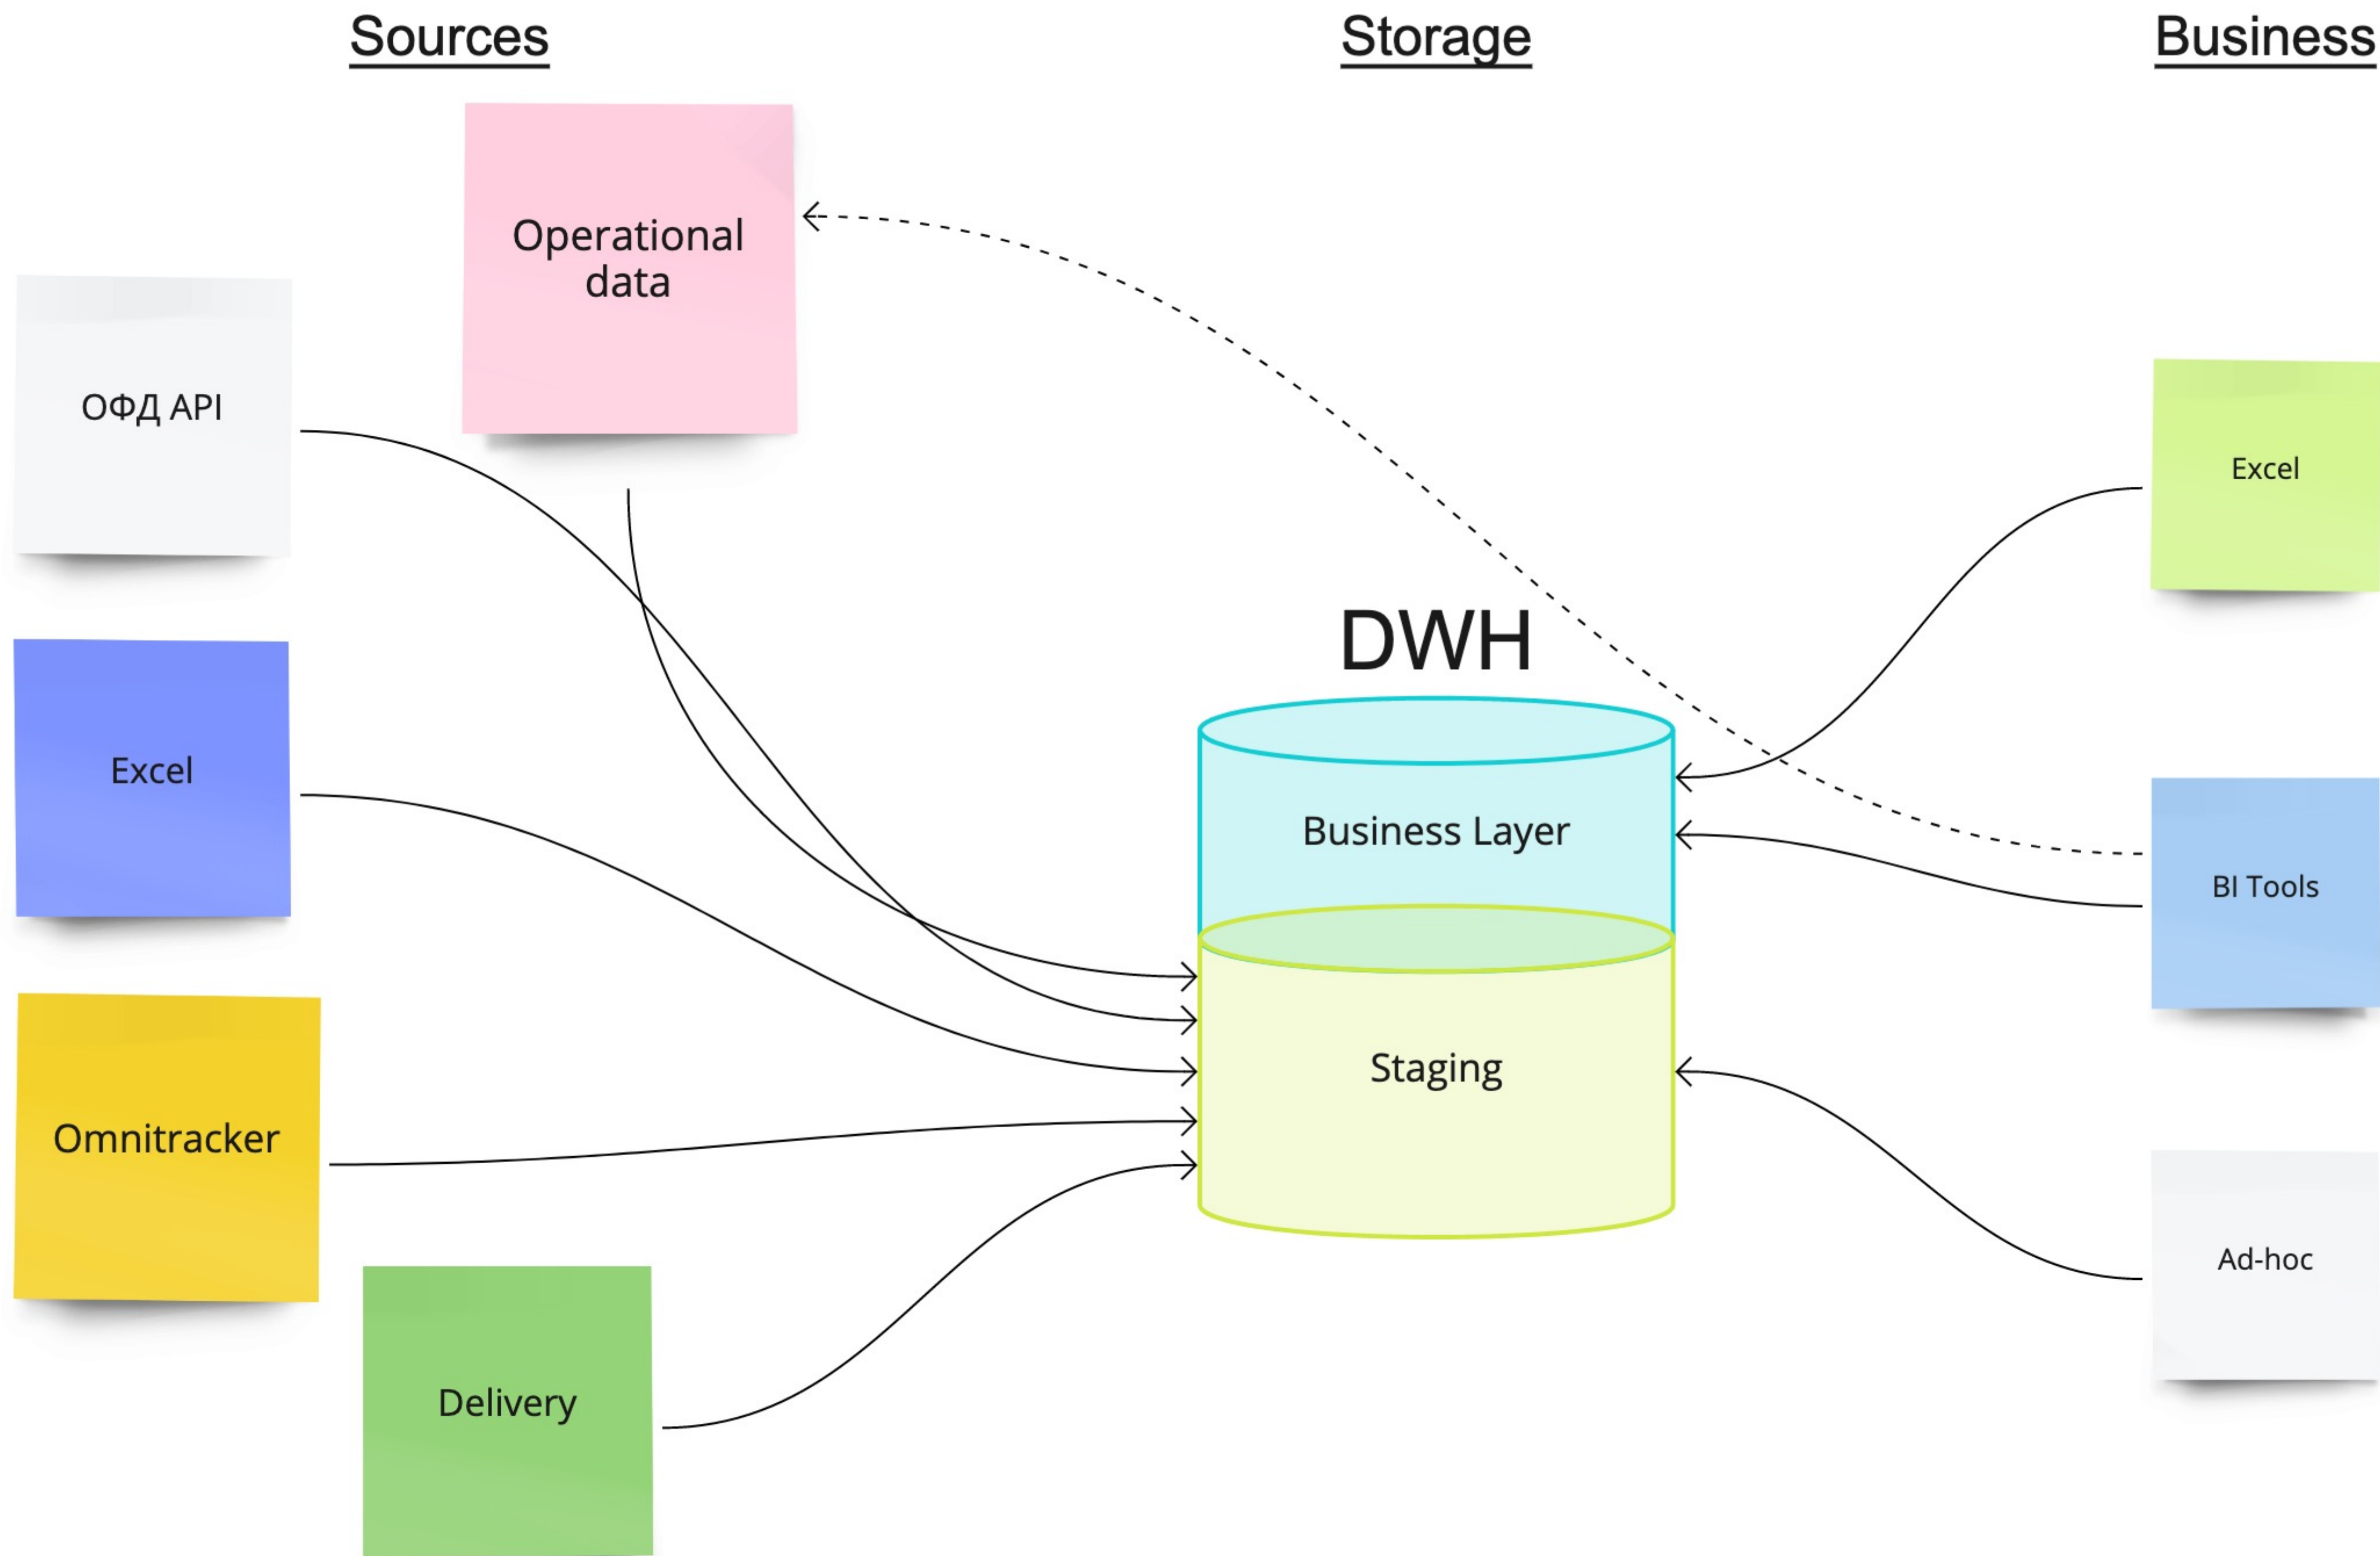 Sources
Storage
Business
Operational
data
ОФД API
Excel
Omnitracker
Delivery
DWH
Business Layer
Staging
Excel
BI Tools
Ad-hoc